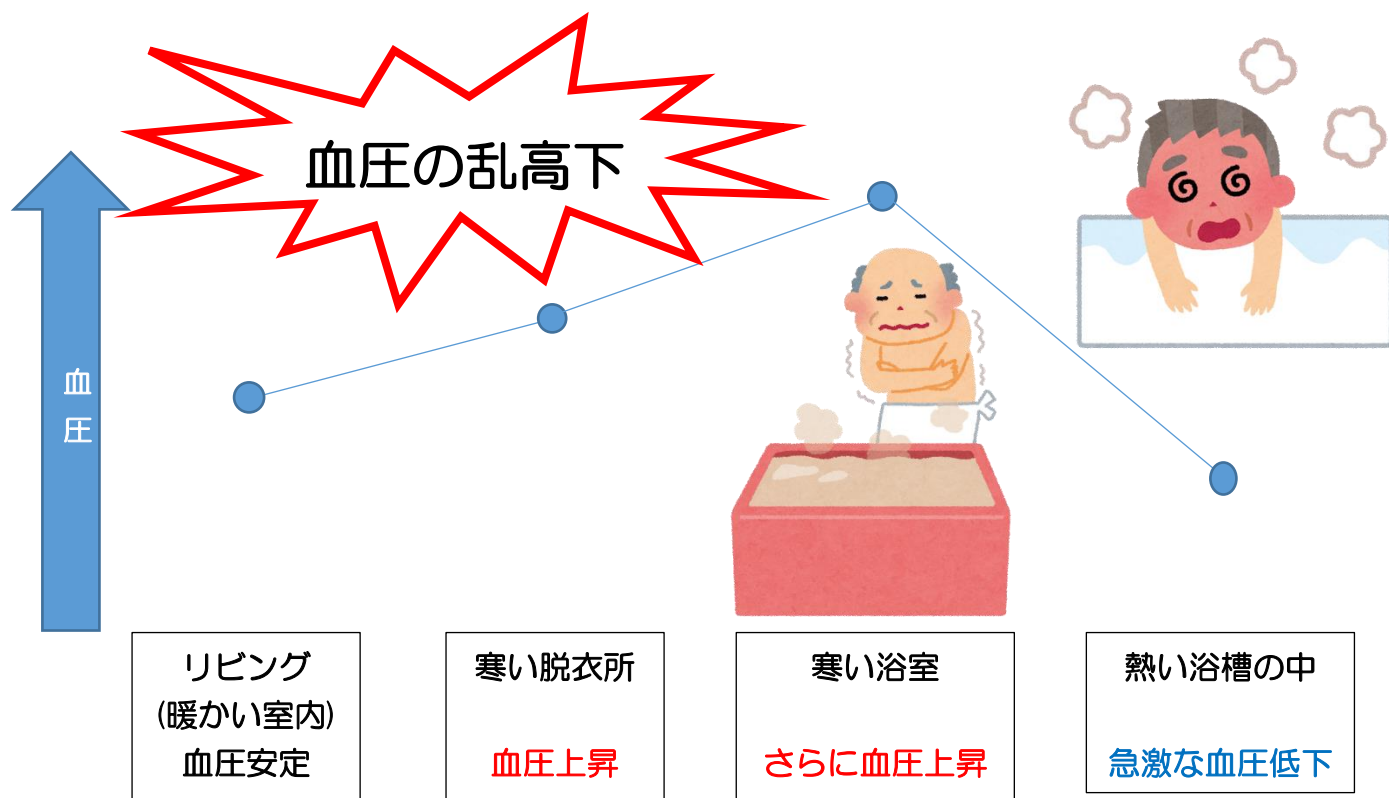 血圧の乱高下
血
圧
リビング
(暖かい室内)
血圧安定
寒い脱衣所
血圧上昇
寒い浴室
さらに血圧上昇
熱い浴槽の中
急激な血圧低下